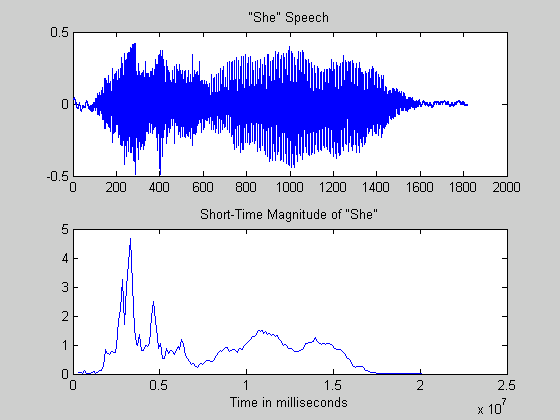 "She" Speech
0.5
0
-0.5
0 200 400 600 800 1000 1200 1400 1600 1800 2000
Short-Time Magnitude of "She"
5
4
3
2
1
0
0 0.5 1 1.5 2 2.5
Time in milliseconds
x 10^7